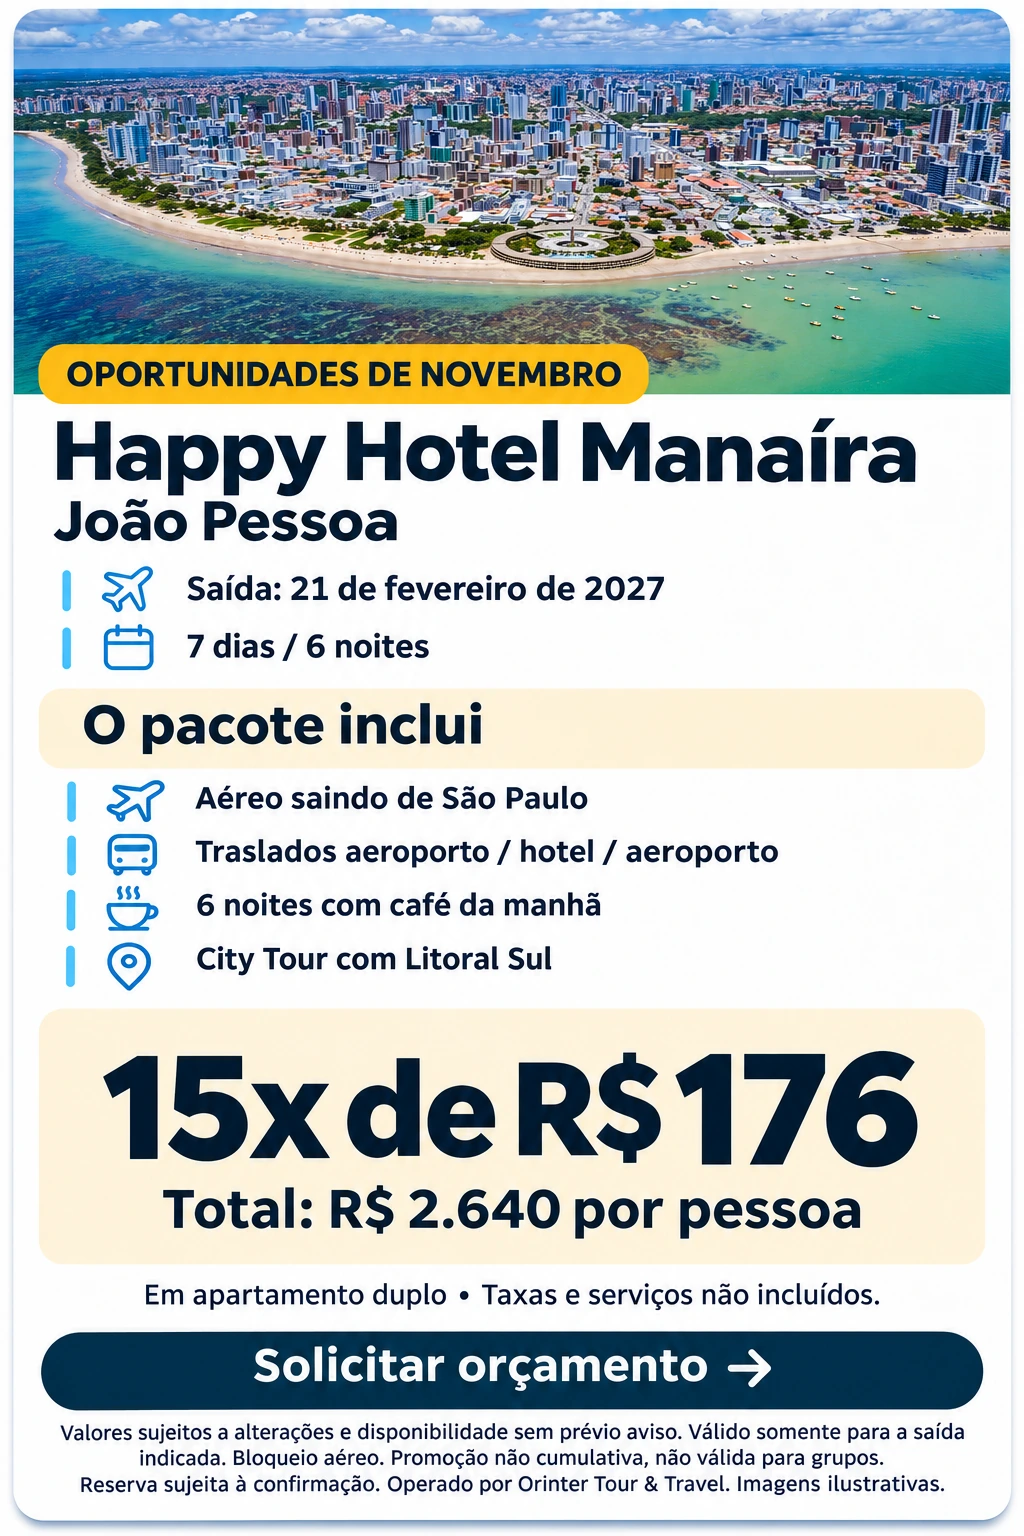 OPORTUNIDADES DE NOVEMBRO
Happy Hotel Manaíra
João Pessoa
Saída: 21 de fevereiro de 2027
7 dias / 6 noites
O pacote inclui
Aéreo saindo de São Paulo
Traslados aeroporto / hotel / aeroporto
6 noites com café da manhã
City Tour com Litoral Sul
15x de R$ 176
Total: R$ 2.640 por pessoa
Em apartamento duplo • Taxas e serviços não incluídos.
Solicitar orçamento →
Valores sujeitos a alterações e disponibilidade sem prévio aviso. Válido somente para a saída
indicada. Bloqueio aéreo. Promoção não cumulativa, não válida para grupos.
Reserva sujeita à confirmação. Operado por Orinter Tour & Travel. Imagens ilustrativas.